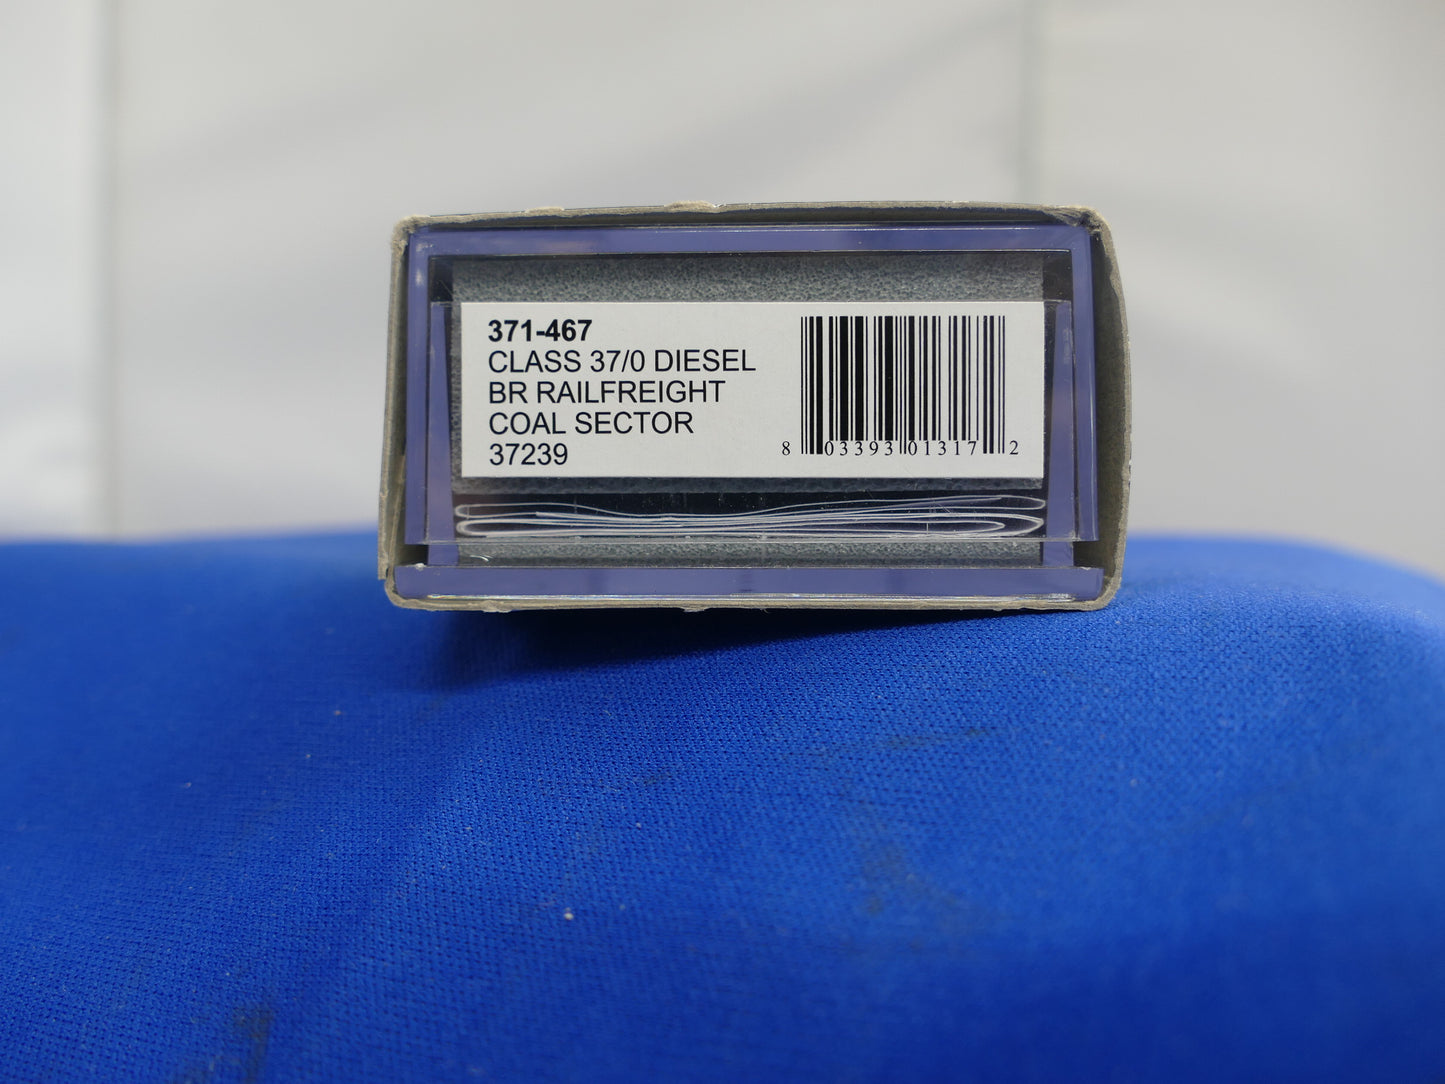 371-467
CLASS 37/0 DIESEL
BR RAILFREIGHT
COAL SECTOR
37239
8 03393 01317 2